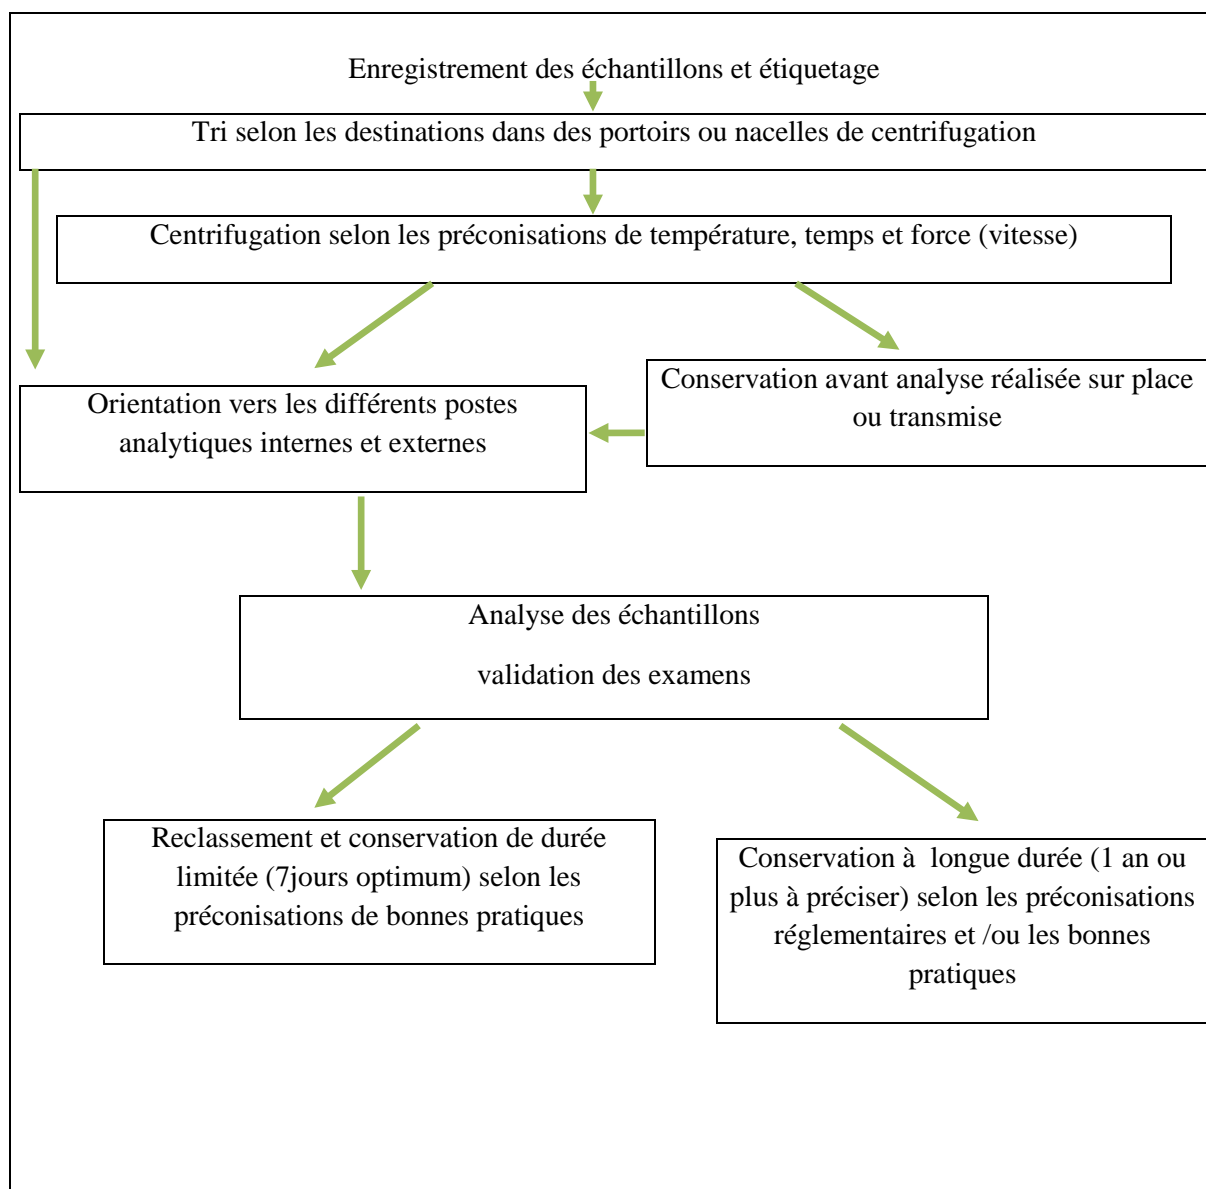 Enregistrement des échantillons et étiquetage
Tri selon les destinations dans des portoirs ou nacelles de centrifugation
Centrifugation selon les préconisations de température, temps et force (vitesse)
Conservation avant analyse réalisée sur place
ou transmise
Orientation vers les différents postes
analytiques internes et externes
Analyse des échantillons
validation des examens
Reclassement et conservation de durée
limitée (7jours optimum) selon les
préconisations de bonnes pratiques
Conservation à  longue durée (1 an ou
plus à préciser) selon les préconisations
réglementaires et /ou les bonnes
pratiques